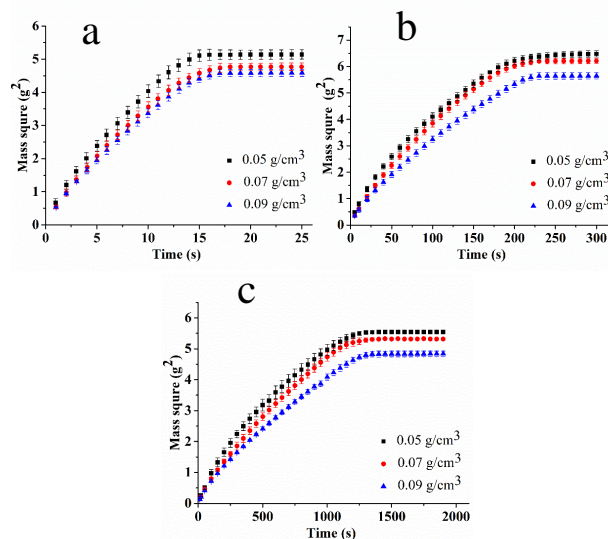 a
Mass squre (g²)
6
5
4
3
2
1
0
0.05 g/cm³
0.07 g/cm³
0.09 g/cm³
0 5 10 15 20 25
Time (s)
b
Mass squre (g²)
7
6
5
4
3
2
1
0
0.05 g/cm³
0.07 g/cm³
0.09 g/cm³
0 50 100 150 200 250 300
Time (s)
c
Mass squre (g²)
7
6
5
4
3
2
1
0
0.05 g/cm³
0.07 g/cm³
0.09 g/cm³
0 500 1000 1500 2000
Time (s)